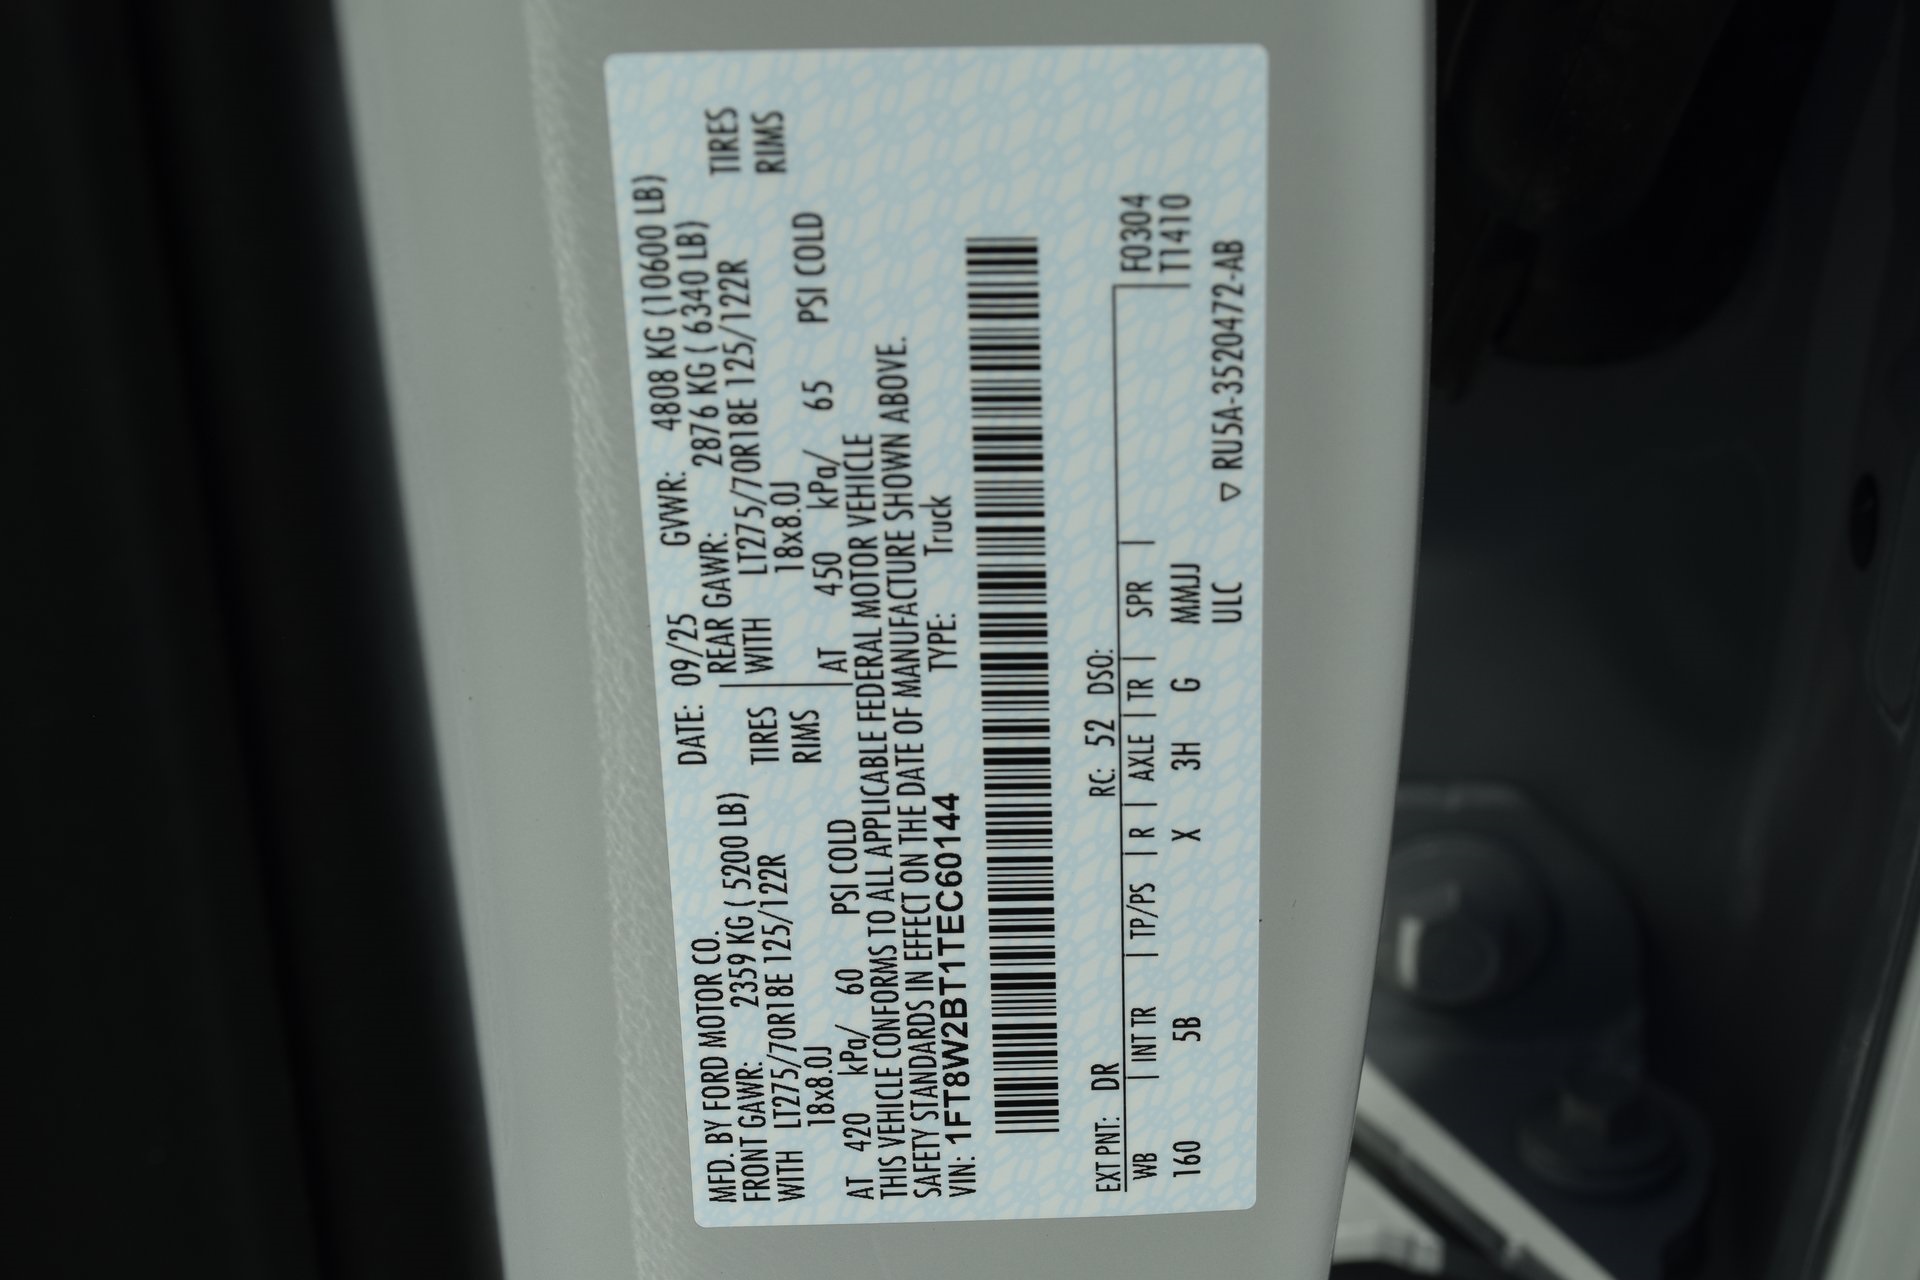 MFD. BY FORD MOTOR CO. DATE: 09/25 GVWR: 4808 KG (10600 LB)
FRONT GAWR: 2359 KG ( 5200 LB) REAR GAWR: 2876 KG ( 6340 LB)
WITH LT275/70R18E 125/122R TIRES WITH LT275/70R18E 125/122R TIRES
18x8.0J RIMS 18x8.0J RIMS
AT 420 kPa/ 60 PSI COLD AT 450 kPa/ 65 PSI COLD
THIS VEHICLE CONFORMS TO ALL APPLICABLE FEDERAL MOTOR VEHICLE
SAFETY STANDARDS IN EFFECT ON THE DATE OF MANUFACTURE SHOWN ABOVE.
VIN: 1FT8W2BT1TEC60144 TYPE: Truck
EXT PNT: DR RC: 52 DSO: F0304
WB | INT TR | TP/PS | R | AXLE | TR | SPR | T1410
160 5B X 3H G MMJJ
ULC ▽ RU5A-3520472-AB